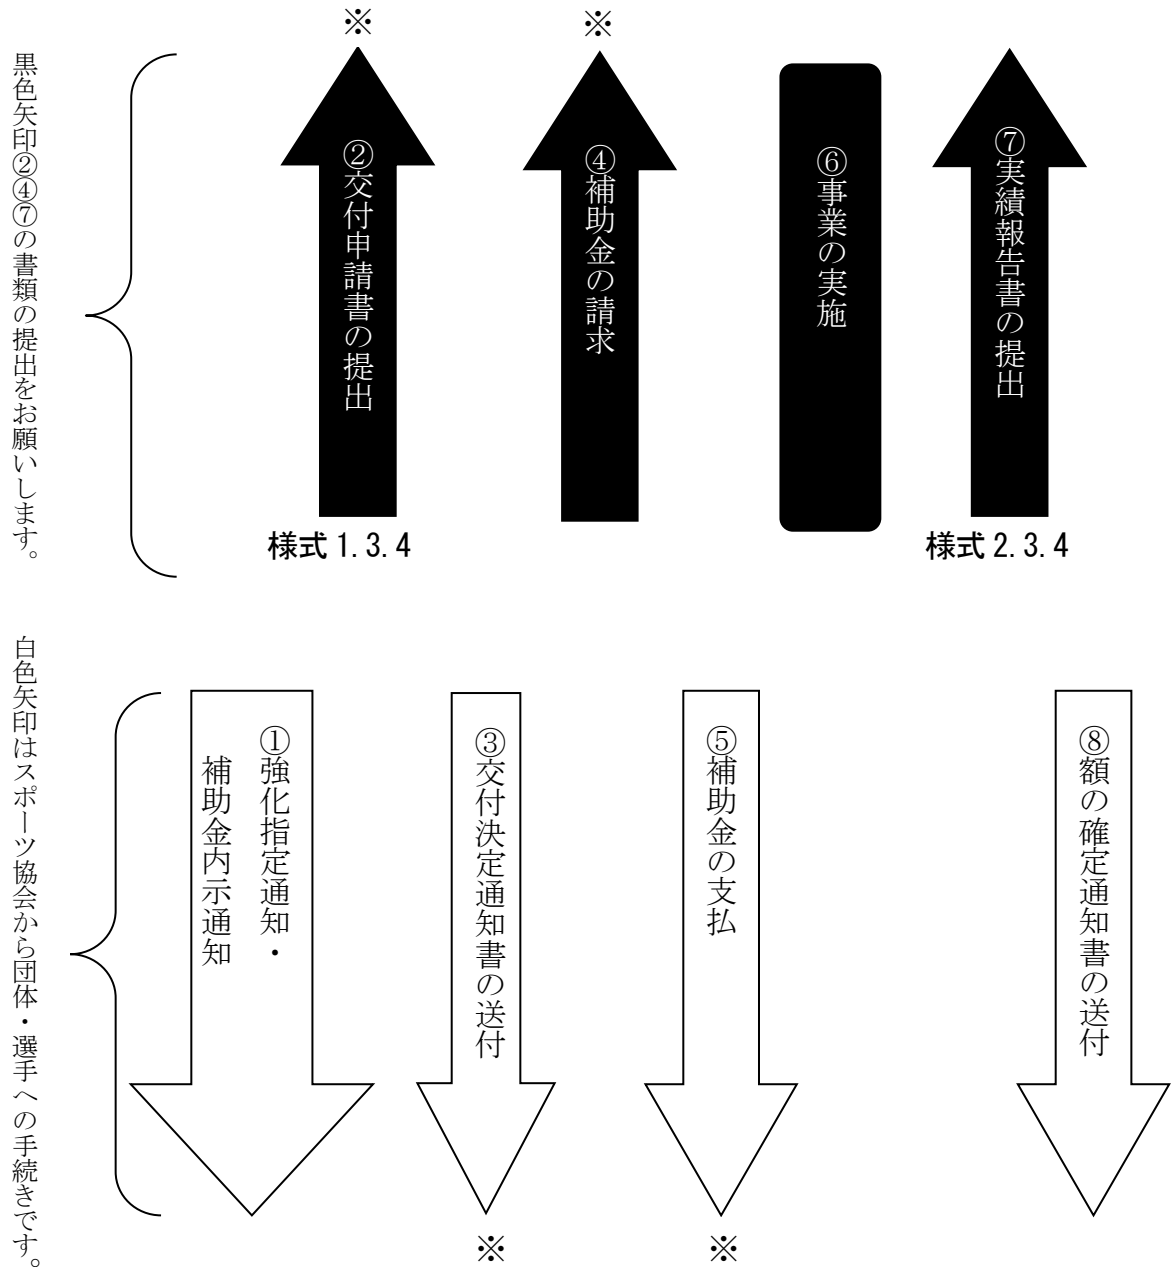 ※
※
黒色矢印②④⑦の書類の提出をお願いします。
②交付申請書の提出
④補助金の請求
⑥事業の実施
⑦実績報告書の提出
様式 1.3.4
様式 2.3.4
白色矢印はスポーツ協会から団体・選手への手続きです。
①強化指定通知・
補助金内示通知
③交付決定通知書の送付
⑤補助金の支払
⑧額の確定通知書の送付
※
※